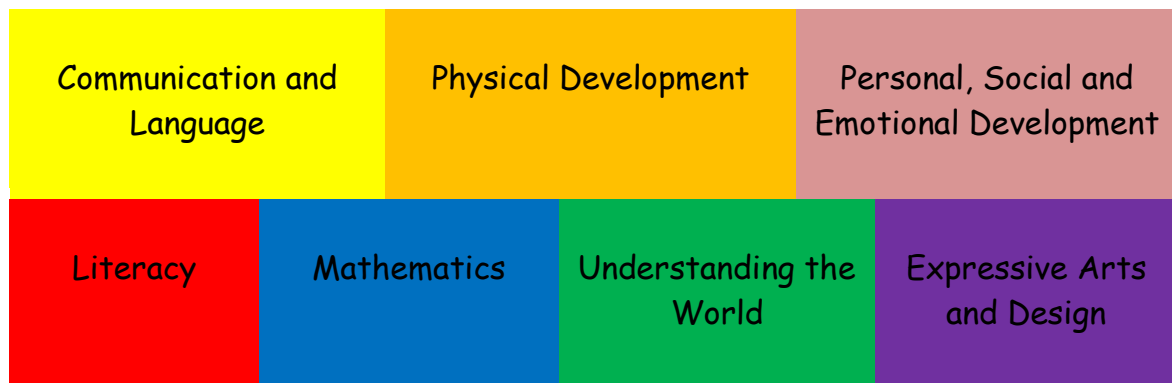 Communication and
Language
Physical Development
Personal, Social and
Emotional Development
Literacy
Mathematics
Understanding the
World
Expressive Arts
and Design